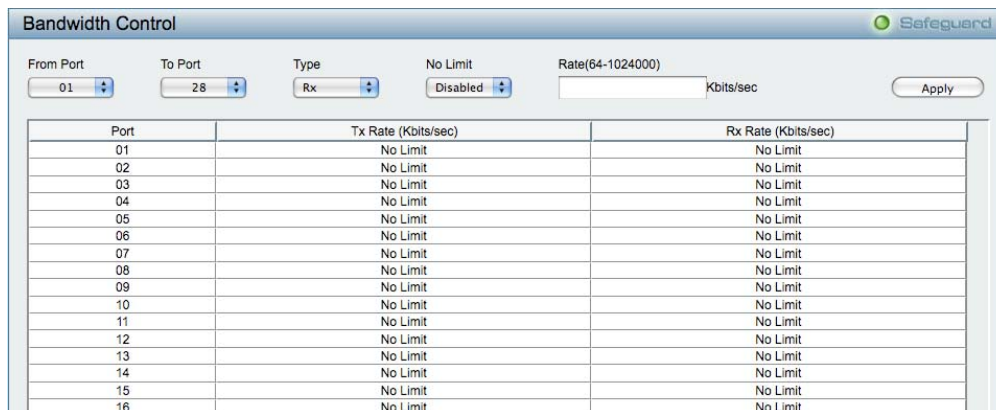 Bandwidth Control
Safeguard
From Port To Port Type No Limit Rate(64-1024000)
01 28 Rx Disabled Kbits/sec Apply
Port Tx Rate (Kbits/sec) Rx Rate (Kbits/sec)
01 No Limit No Limit
02 No Limit No Limit
03 No Limit No Limit
04 No Limit No Limit
05 No Limit No Limit
06 No Limit No Limit
07 No Limit No Limit
08 No Limit No Limit
09 No Limit No Limit
10 No Limit No Limit
11 No Limit No Limit
12 No Limit No Limit
13 No Limit No Limit
14 No Limit No Limit
15 No Limit No Limit
16 No Limit No Limit